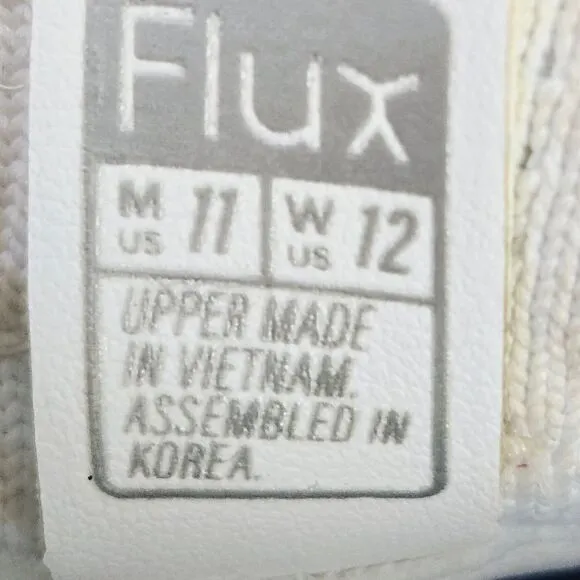 Flux
M US 11 W US 12
UPPER MADE
IN VIETNAM.
ASSEMBLED IN
KOREA.